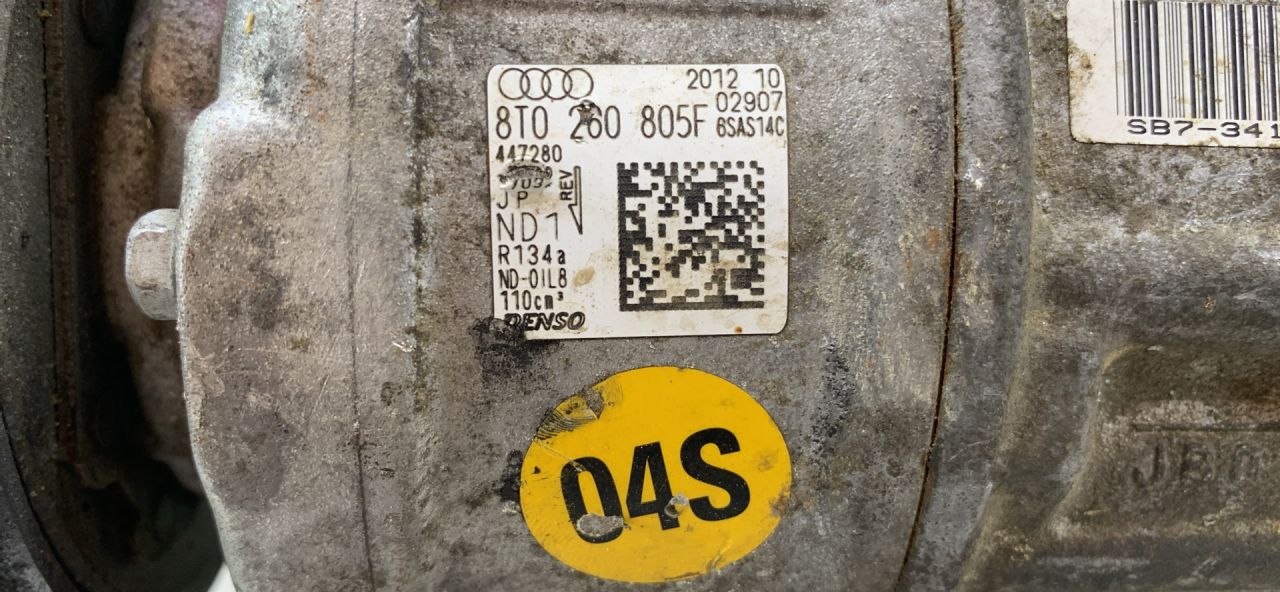 2012 10
02907
8T0 260 805F 6SAS14C
447280
JP
REV
ND1
R134a
ND-OIL8
110cm³
DENSO
04S
SB7-341